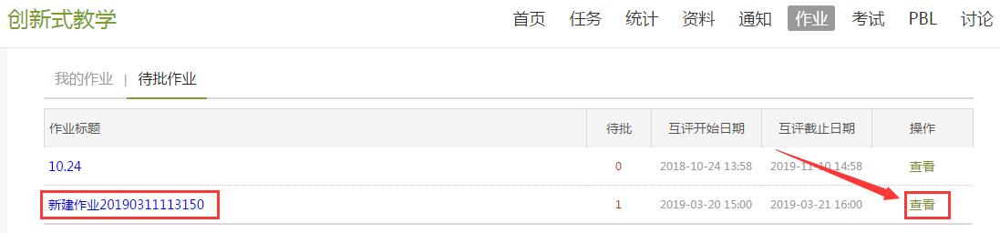 创新式教学
首页 任务 统计 资料 通知 作业 考试 PBL 讨论
我的作业 | 待批作业
作业标题 待批 互评开始日期 互评截止日期 操作
10.24 0 2018-10-24 13:58 2019-11-10 14:58 查看
新建作业20190311113150 1 2019-03-20 15:00 2019-03-21 16:00 查看